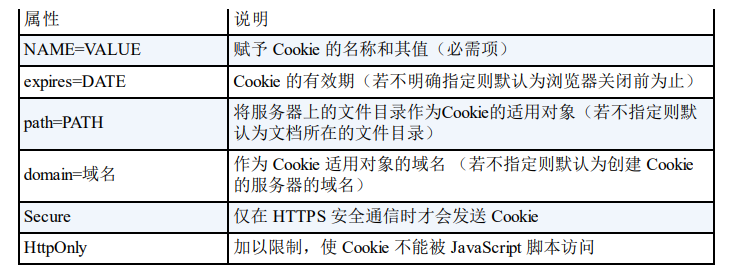 属性 说明
NAME=VALUE 赋予 Cookie 的名称和其值（必需项）
expires=DATE Cookie 的有效期（若不明确指定则默认为浏览器关闭前为止）
path=PATH 将服务器上的文件目录作为Cookie的适用对象（若不指定则默
认为文档所在的文件目录）
domain=域名 作为 Cookie 适用对象的域名 （若不指定则默认为创建 Cookie
的服务器的域名）
Secure 仅在 HTTPS 安全通信时才会发送 Cookie
HttpOnly 加以限制，使 Cookie 不能被 JavaScript 脚本访问